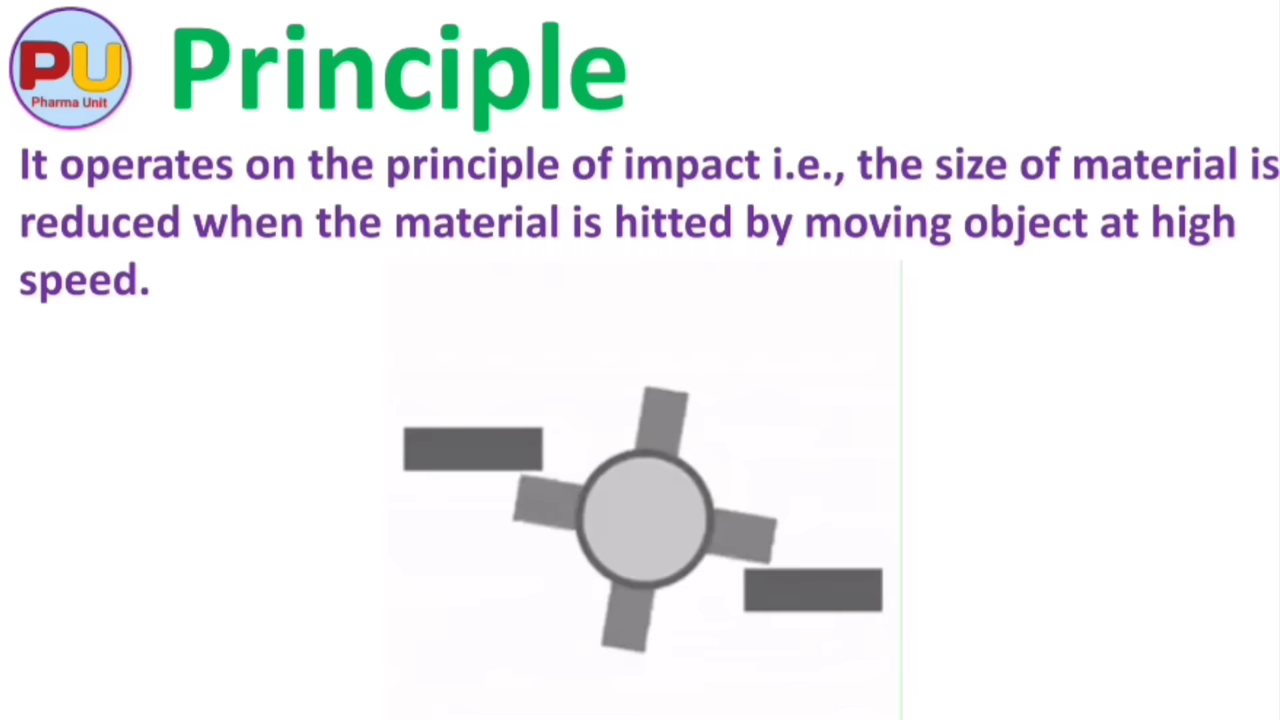 PU
Pharma Unit
Principle
It operates on the principle of impact i.e., the size of material is
reduced when the material is hitted by moving object at high
speed.